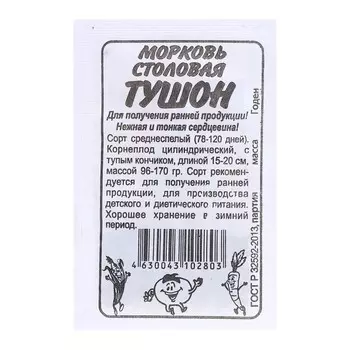 МОРКОВЬ
СТОЛОВАЯ
ТУШОН
Для получения ранней продукции!
Нежная и тонкая сердцевина!
Сорт среднеспелый (78-120 дней).
Корнеплод цилиндрический, с
тупым кончиком, длиной 15-20 см,
массой 96-170 гр. Сорт рекомен-
дуется для получения ранней
продукции, для производства
детского и диетического питания.
Хорошее хранение в зимний
период.
4 630043 102803
ГОСТ Р 32592-2013, партия масса Годен